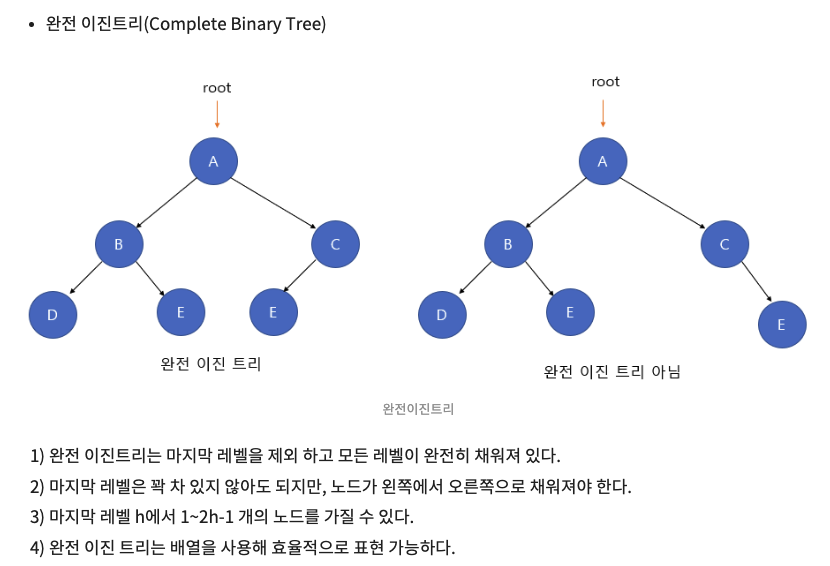 • 완전 이진트리(Complete Binary Tree)
root
root
A
A
B
C
B
C
D
E
E
D
E
E
완전 이진 트리
완전 이진 트리 아님
완전이진트리
1) 완전 이진트리는 마지막 레벨을 제외 하고 모든 레벨이 완전히 채워져 있다.
2) 마지막 레벨은 꽉 차 있지 않아도 되지만, 노드가 왼쪽에서 오른쪽으로 채워져야 한다.
3) 마지막 레벨 h에서 1~2h-1 개의 노드를 가질 수 있다.
4) 완전 이진 트리는 배열을 사용해 효율적으로 표현 가능하다.